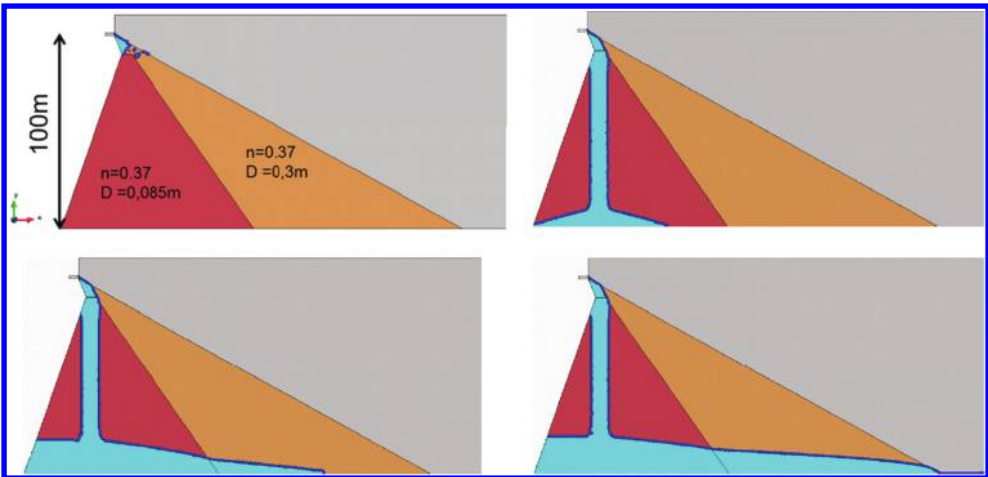 100m
n=0.37
D =0,3m
n=0.37
D =0,085m
Y
X